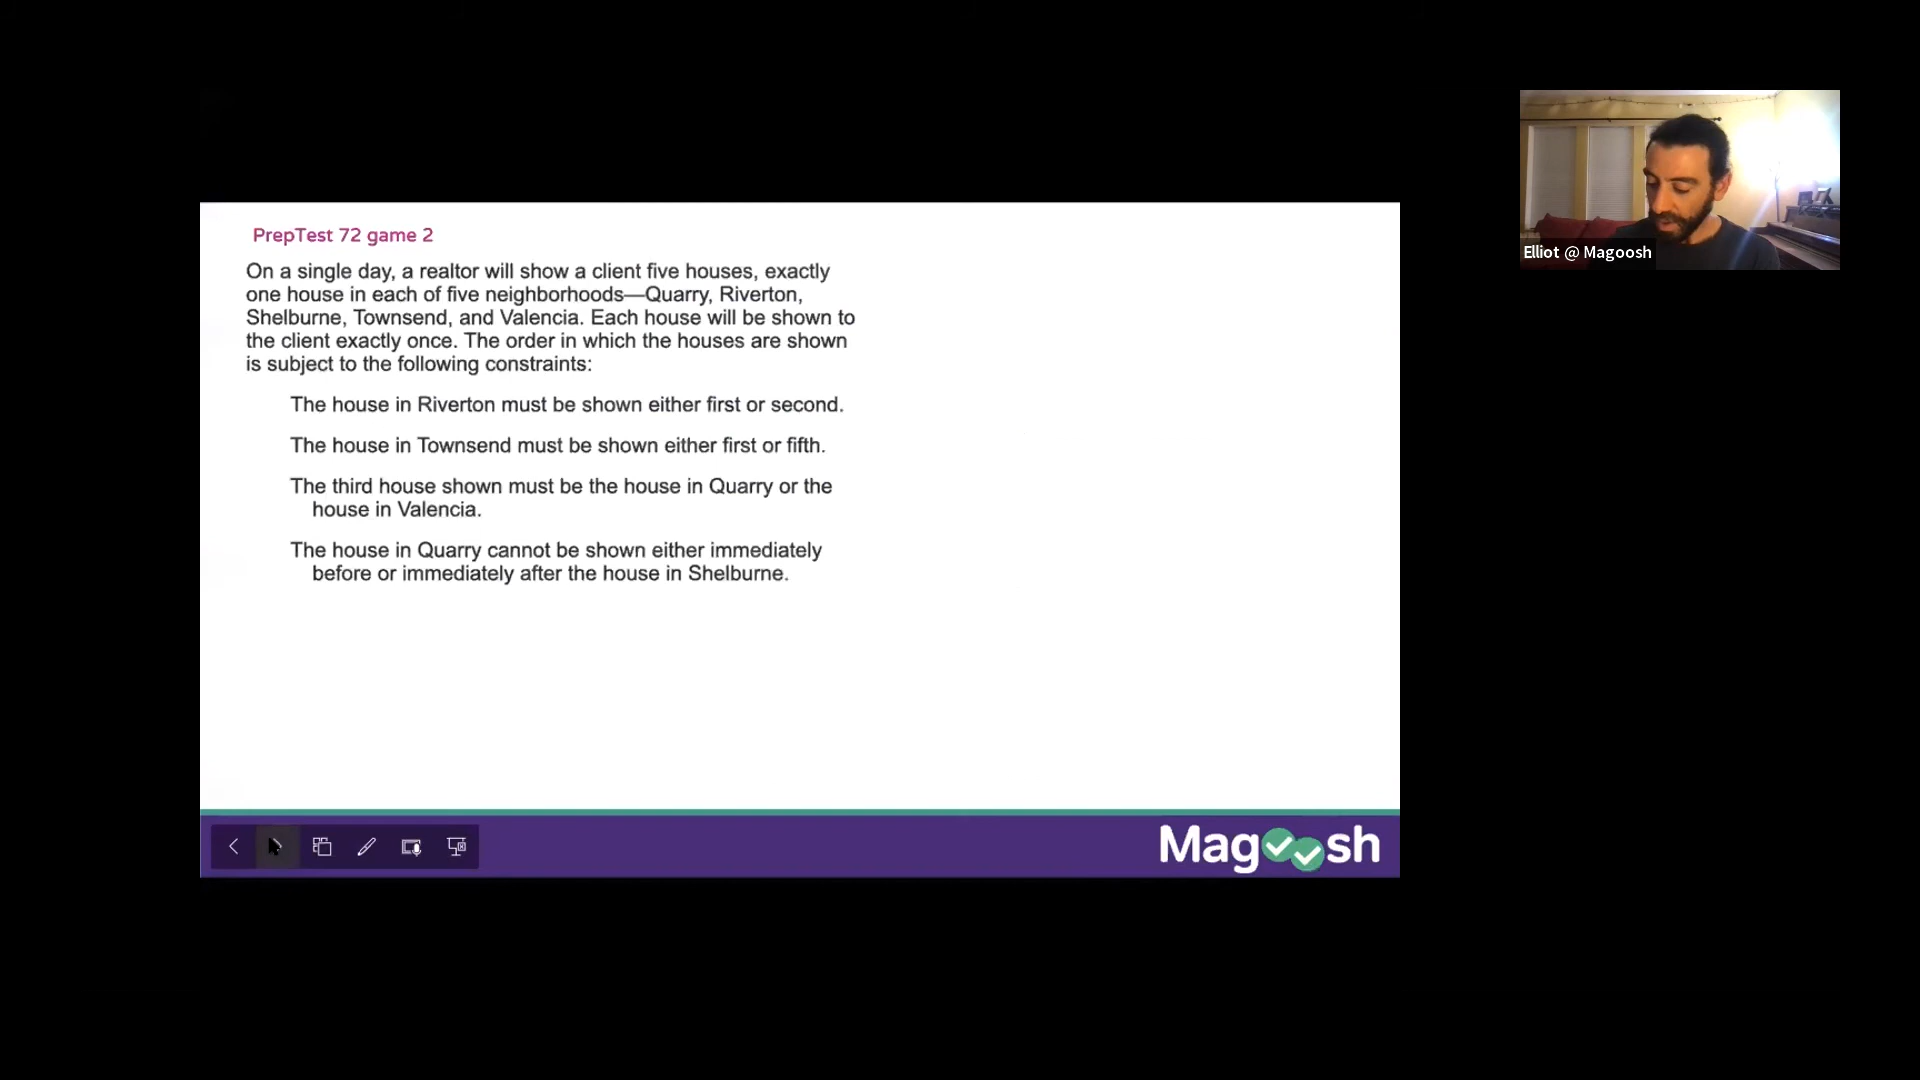 PrepTest 72 game 2
On a single day, a realtor will show a client five houses, exactly
one house in each of five neighborhoods—Quarry, Riverton,
Shelburne, Townsend, and Valencia. Each house will be shown to
the client exactly once. The order in which the houses are shown
is subject to the following constraints:
The house in Riverton must be shown either first or second.
The house in Townsend must be shown either first or fifth.
The third house shown must be the house in Quarry or the
house in Valencia.
The house in Quarry cannot be shown either immediately
before or immediately after the house in Shelburne.
Elliot @ Magoosh
Magoosh